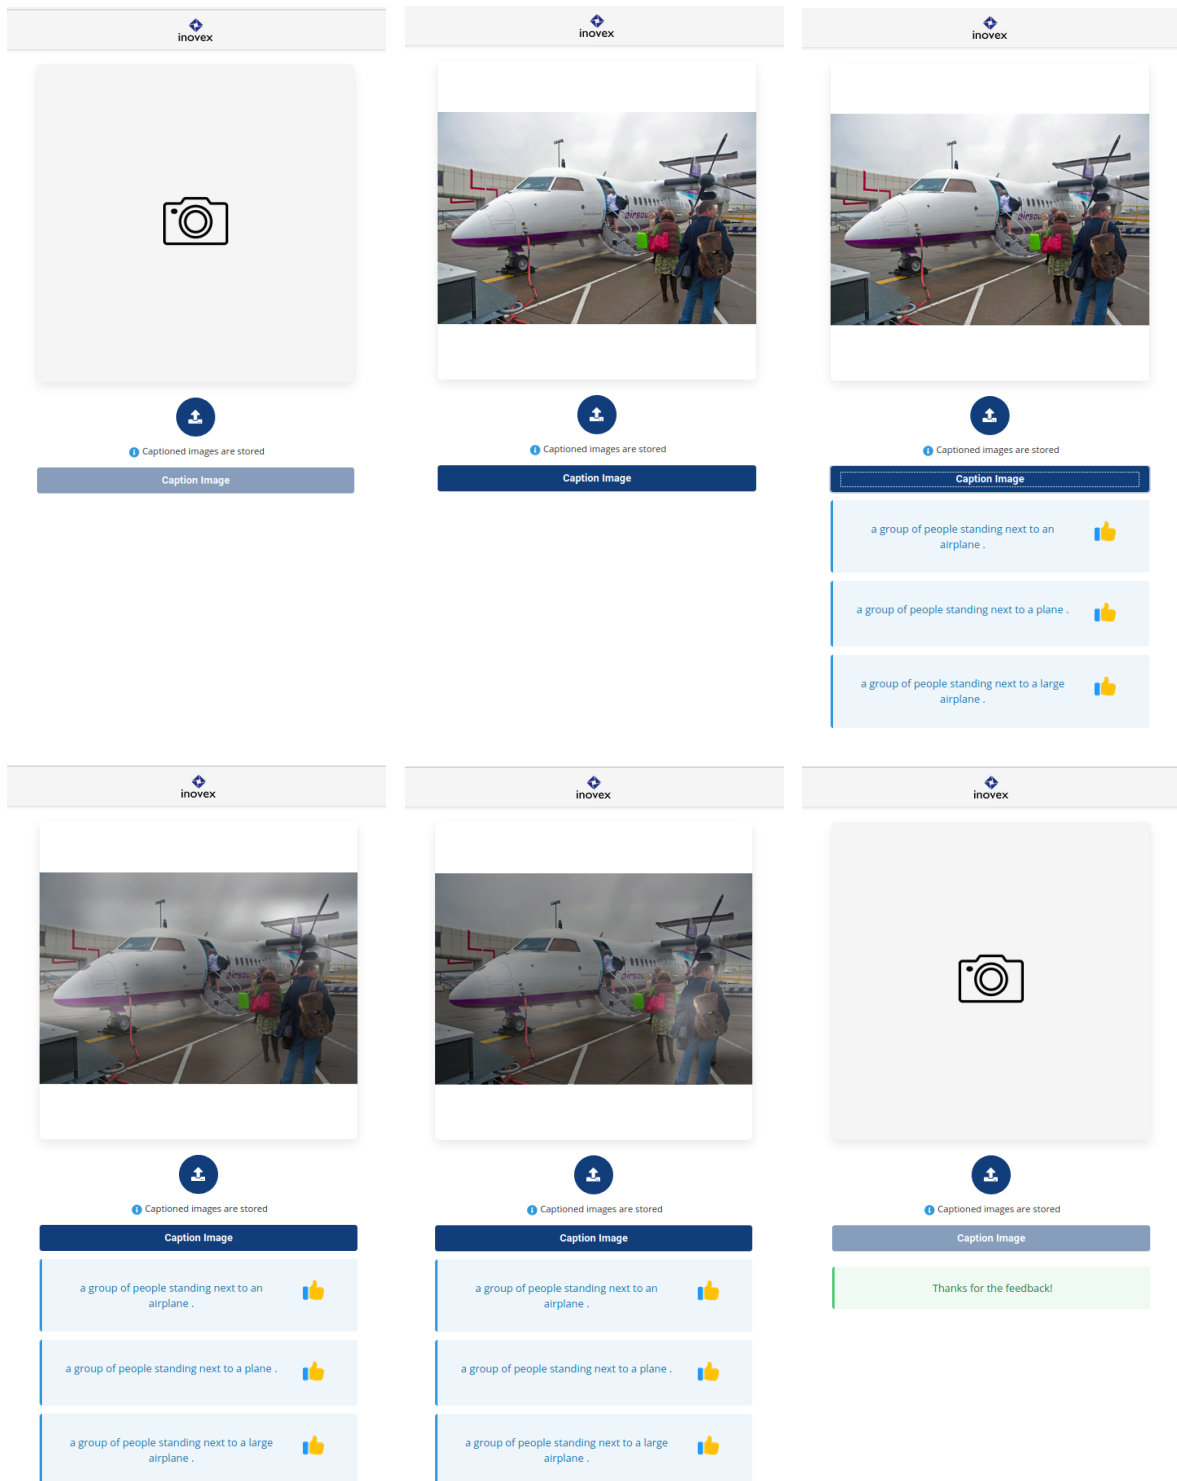 inovex
Captioned images are stored
Caption Image
inovex
airsou
Captioned images are stored
Caption Image
inovex
airsou
Captioned images are stored
Caption Image
a group of people standing next to an
airplane .
a group of people standing next to a plane .
a group of people standing next to a large
airplane .
inovex
Captioned images are stored
Caption Image
a group of people standing next to an
airplane .
a group of people standing next to a plane .
a group of people standing next to a large
airplane .
inovex
airsou
Captioned images are stored
Caption Image
a group of people standing next to an
airplane .
a group of people standing next to a plane .
a group of people standing next to a large
airplane .
inovex
Captioned images are stored
Caption Image
Thanks for the feedback!